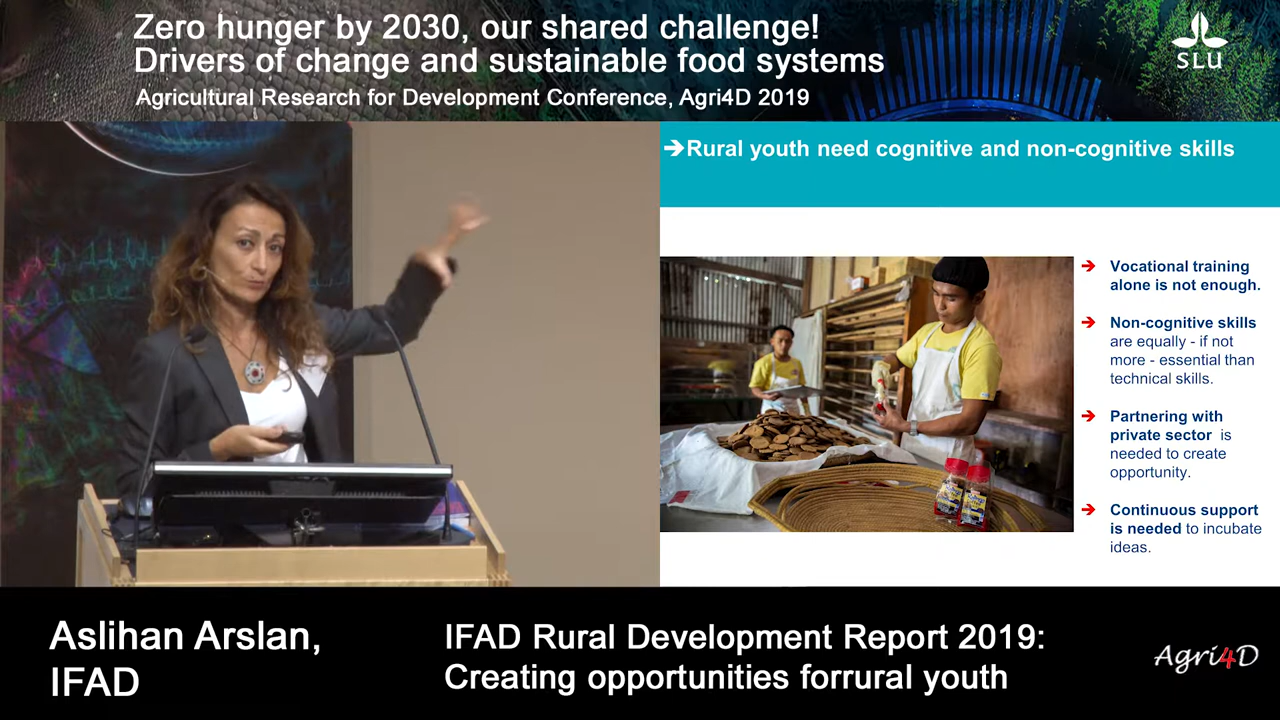 Zero hunger by 2030, our shared challenge!
Drivers of change and sustainable food systems
Agricultural Research for Development Conference, Agri4D 2019
SLU
➔Rural youth need cognitive and non-cognitive skills
➔ Vocational training
alone is not enough.
➔ Non-cognitive skills
are equally - if not
more - essential than
technical skills.
➔ Partnering with
private sector is
needed to create
opportunity.
➔ Continuous support
is needed to incubate
ideas.
Aslihan Arslan,
IFAD
IFAD Rural Development Report 2019:
Creating opportunities forrural youth
Agri4D